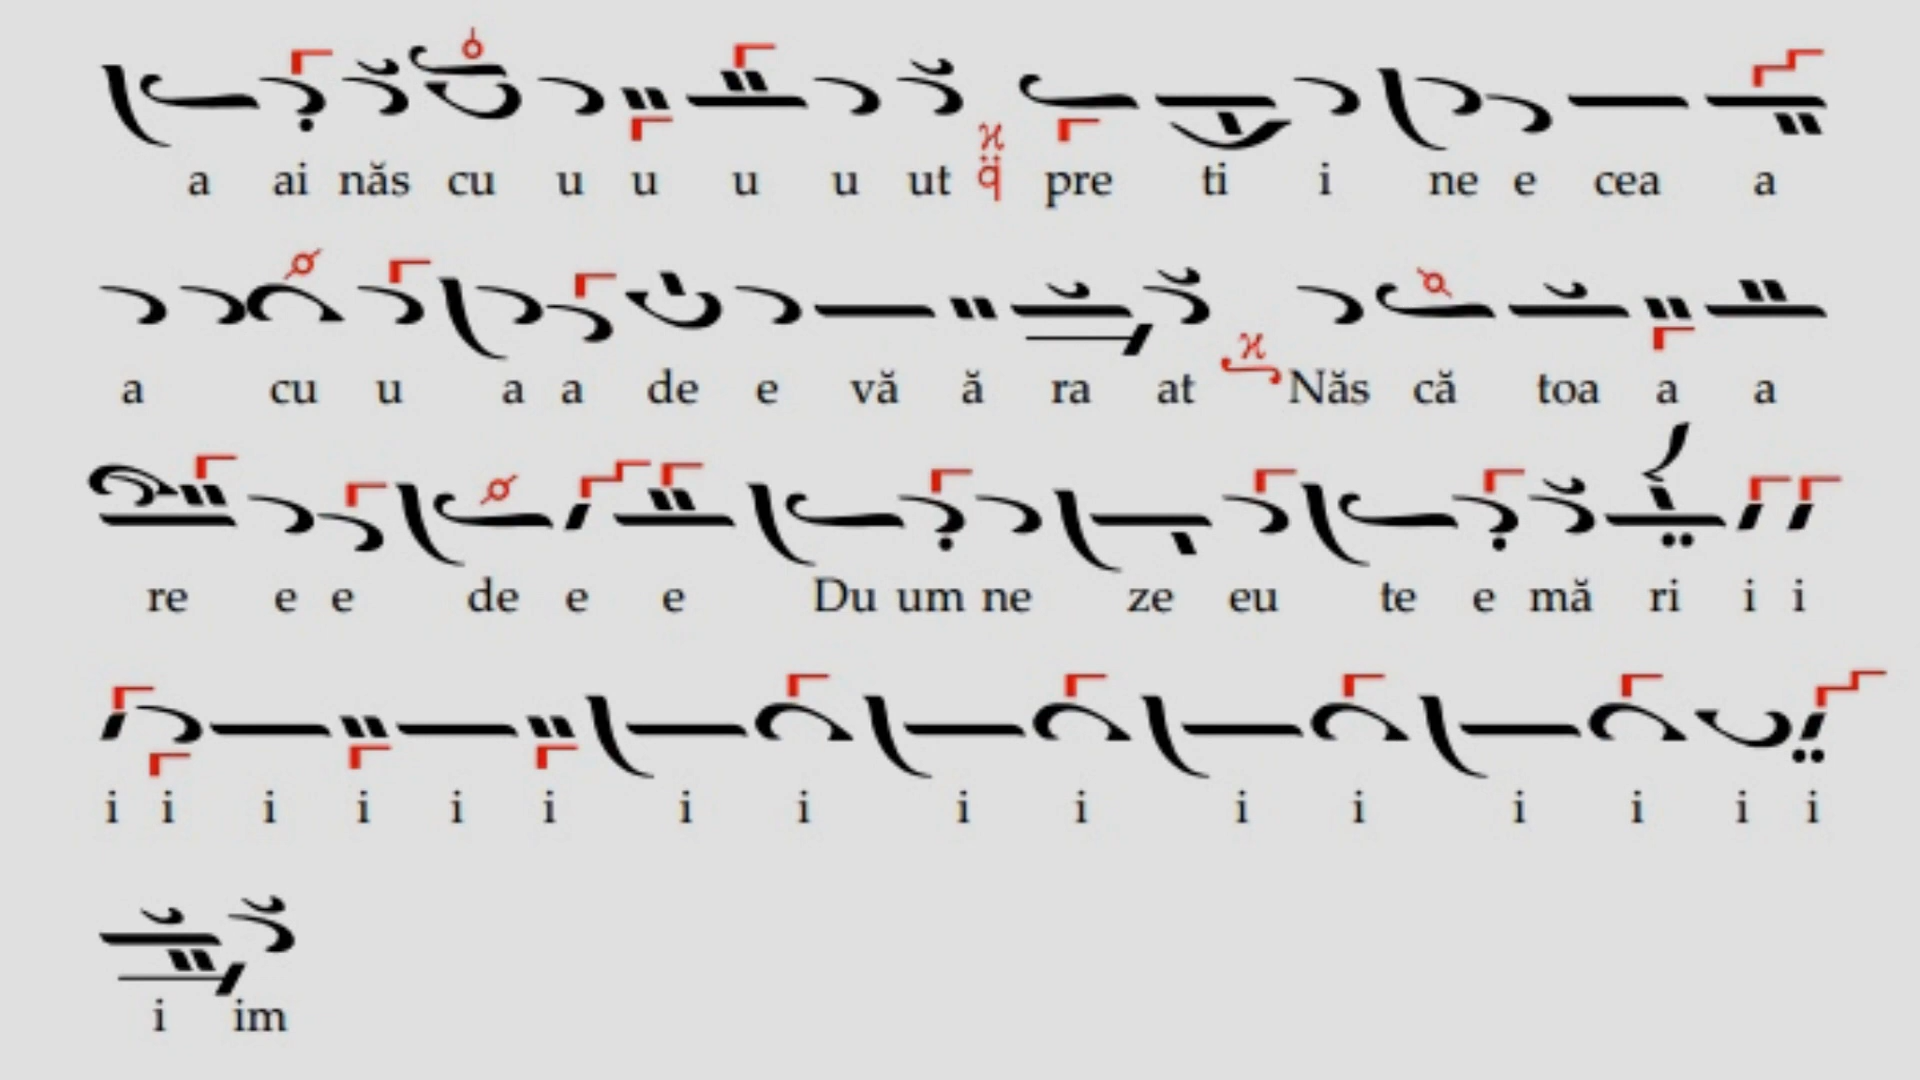 a ai năs cu u u u u ut pre ti i ne e cea a
a cu u a a de e vă ă ra at Năs că toa a a
re e e de e e Du um ne ze eu te e mă ri i i
i i i i i i i i i i i i i i i i
i im